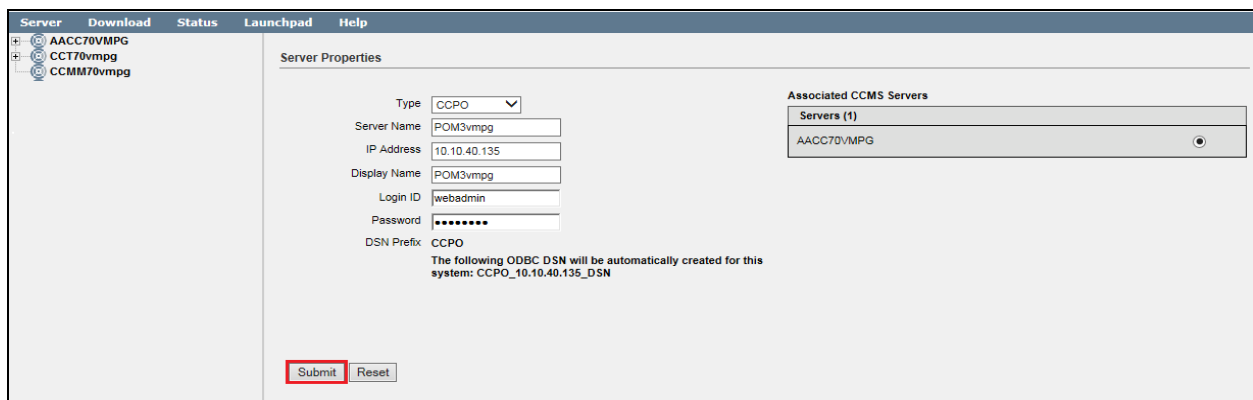 Server Download Status Launchpad Help
AACC70VMPG
CCT70vmpg
CCMM70vmpg
Server Properties
Type CCPO
Server Name POM3vmpg
IP Address 10.10.40.135
Display Name POM3vmpg
Login ID webadmin
Password ••••••••
DSN Prefix CCPO
The following ODBC DSN will be automatically created for this
system: CCPO_10.10.40.135_DSN
Associated CCMS Servers
Servers (1)
AACC70VMPG
Submit Reset